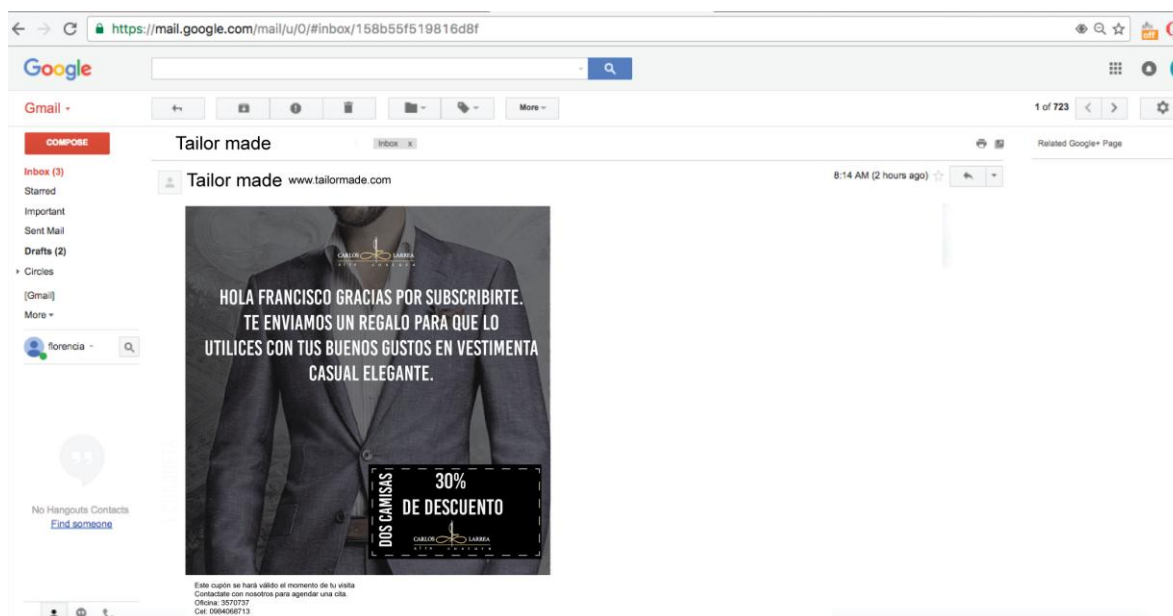 https://mail.google.com/mail/u/0/#inbox/158b55f519816d8f
off
Google
Gmail
More
1 of 723
COMPOSE
Tailor made
Inbox x
Related Google+ Page
Inbox (3)
Tailor made www.tailormade.com
8:14 AM (2 hours ago)
Starred
Important
Sent Mail
Drafts (2)
Circles
[Gmail]
More
florencia
CARLOS LARREA
alta costura
HOLA FRANCISCO GRACIAS POR SUBSCRIBIRTE.
TE ENVIAMOS UN REGALO PARA QUE LO
UTILICES CON TUS BUENOS GUSTOS EN VESTIMENTA
CASUAL ELEGANTE.
DOS CAMISAS
30%
DE DESCUENTO
CARLOS LARREA
alta costura
No Hangouts Contacts
Find someone
Este cupón se hará válido el momento de tu visita
Contactate con nosotros para agendar una cita.
Oficina: 3570737
Cel: 0984068713